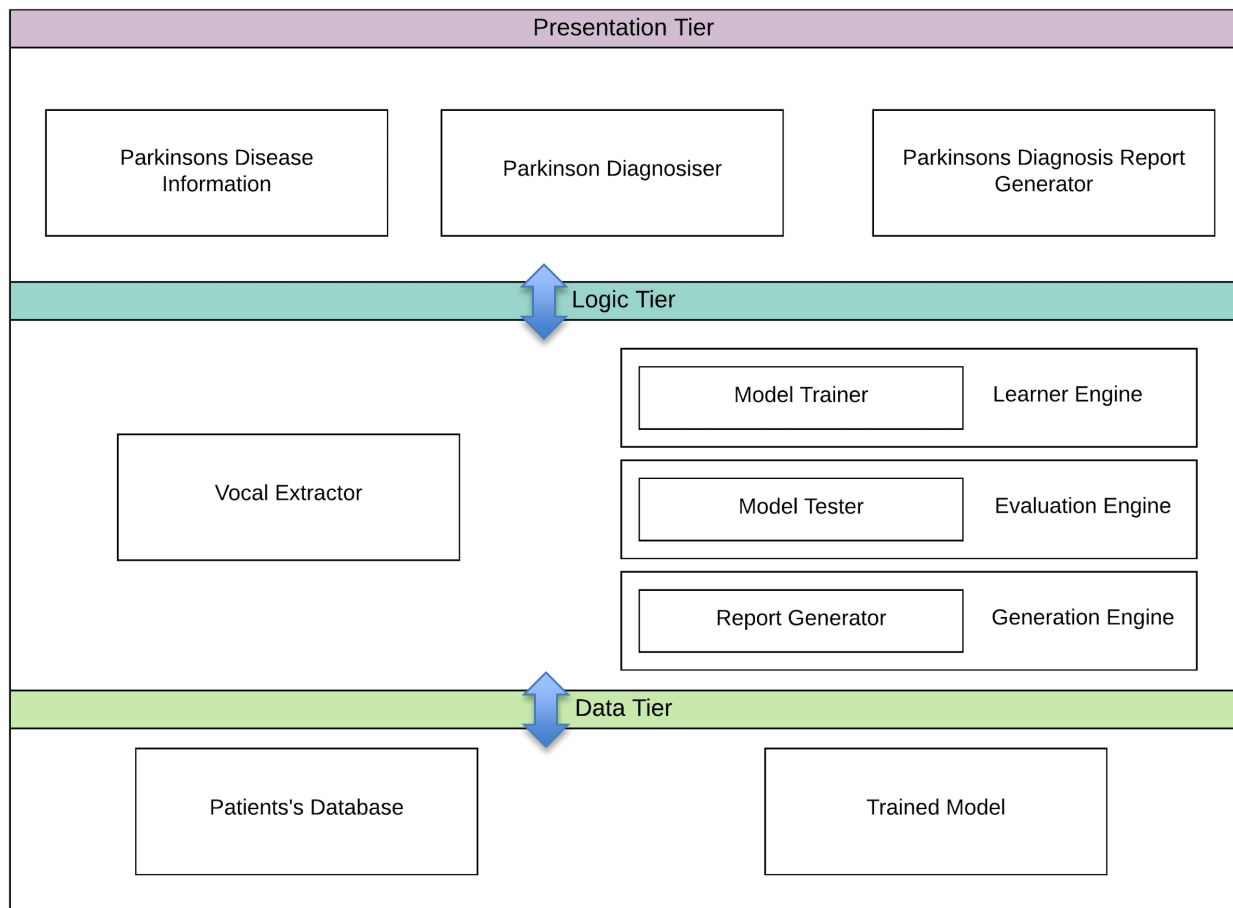 Presentation Tier
Parkinsons Disease
Information
Parkinson Diagnosiser
Parkinsons Diagnosis Report
Generator
Logic Tier
Vocal Extractor
Model Trainer
Learner Engine
Model Tester
Evaluation Engine
Report Generator
Generation Engine
Data Tier
Patients's Database
Trained Model